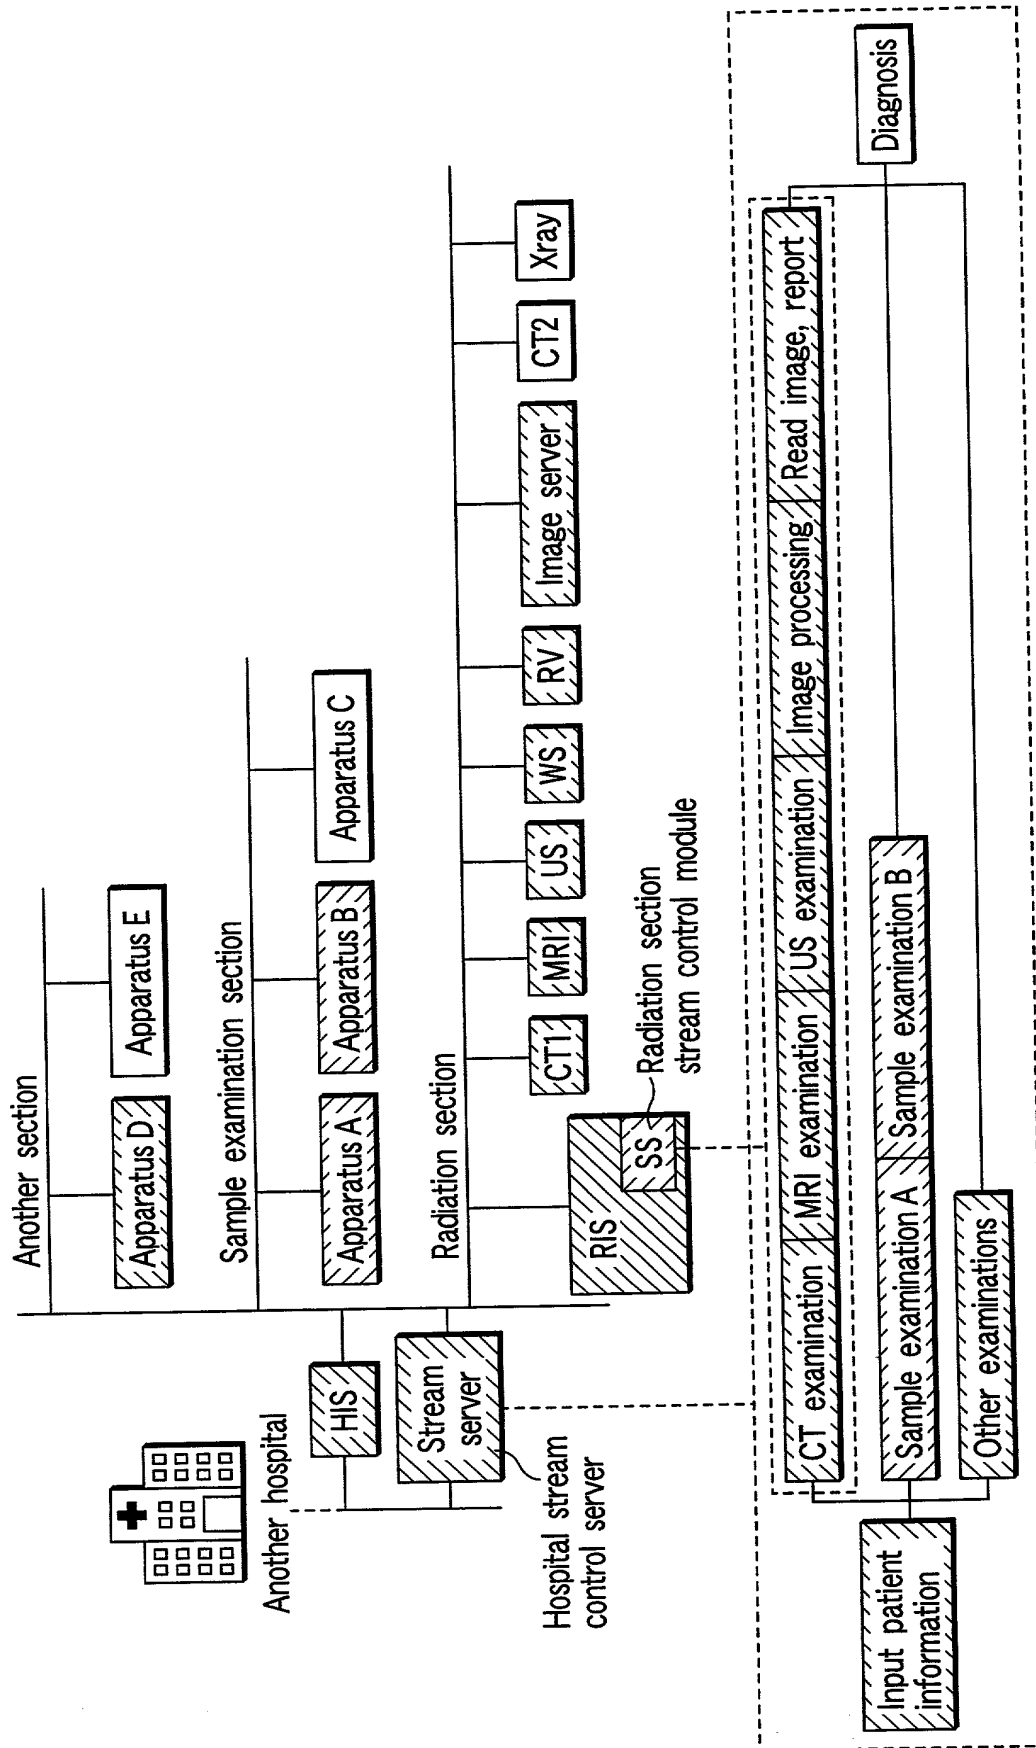 Another hospital
HIS
Stream
server
Hospital stream
control server
Another section
Apparatus D
Apparatus E
Sample examination section
Apparatus A
Apparatus B
Apparatus C
Radiation section
RIS
SS
Radiation section
stream control module
CT1
MRI
US
WS
RV
Image server
CT2
Xray
Input patient
information
CT examination
MRI examination
US examination
Image processing
Read image, report
Sample examination A
Sample examination B
Other examinations
Diagnosis